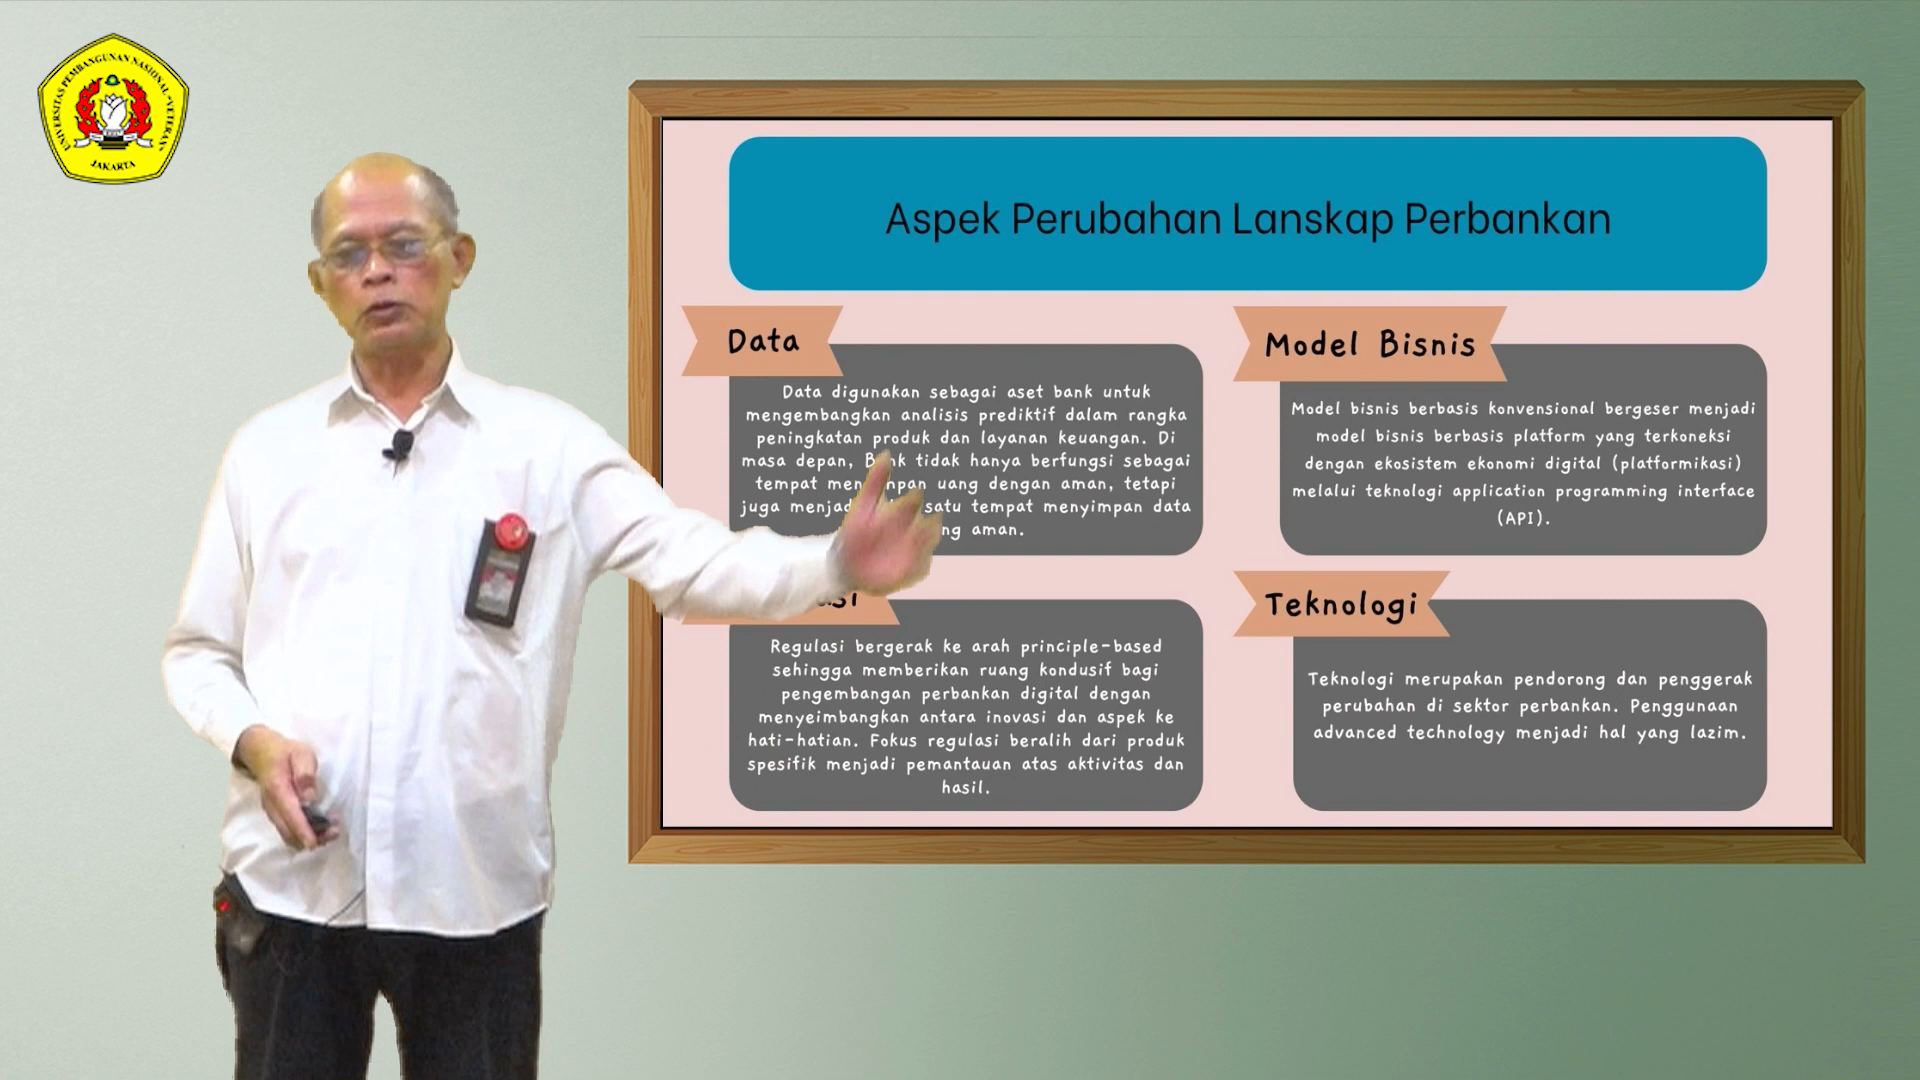 UNIVERSITAS PEMBANGUNAN NASIONAL "VETERAN"
JAKARTA
Aspek Perubahan Lanskap Perbankan
Data
Data digunakan sebagai aset bank untuk
mengembangkan analisis prediktif dalam rangka
peningkatan produk dan layanan keuangan. Di
masa depan, tidak hanya berfungsi sebagai
tempat uang dengan aman, tetapi
juga satu tempat menyimpan data
aman.
Model Bisnis
Model bisnis berbasis konvensional bergeser menjadi
model bisnis berbasis platform yang terkoneksi
dengan ekosistem ekonomi digital (platformikasi)
melalui teknologi application programming interface
(API).
Regulasi bergerak ke arah principle-based
sehingga memberikan ruang kondusif bagi
pengembangan perbankan digital dengan
menyeimbangkan antara inovasi dan aspek ke
hati-hatian. Fokus regulasi beralih dari produk
spesifik menjadi pemantauan atas aktivitas dan
hasil.
Teknologi
Teknologi merupakan pendorong dan penggerak
perubahan di sektor perbankan. Penggunaan
advanced technology menjadi hal yang lazim.